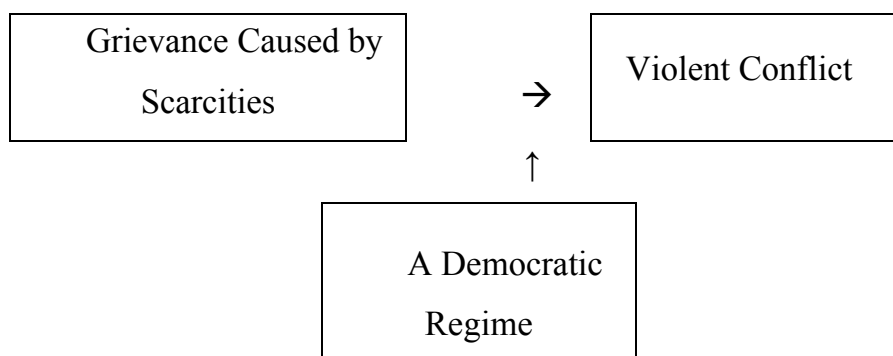 Grievance Caused by
Scarcities
→
Violent Conflict
↑
A Democratic
Regime